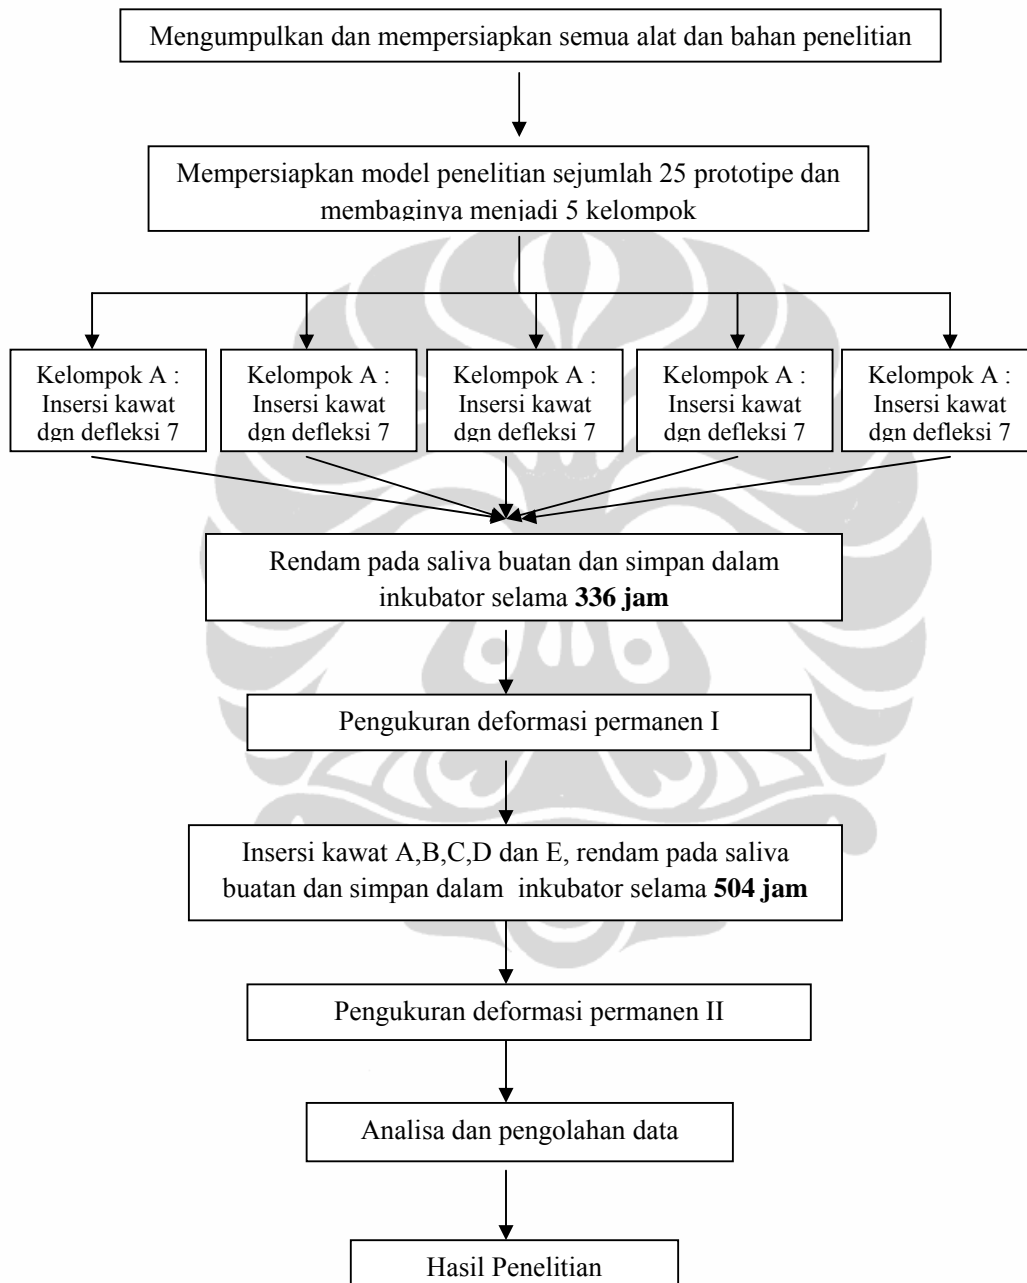 Mengumpulkan dan mempersiapkan semua alat dan bahan penelitian
Mempersiapkan model penelitian sejumlah 25 prototipe dan
membaginya menjadi 5 kelompok
Kelompok A :
Insersi kawat
dgn defleksi 7
Kelompok A :
Insersi kawat
dgn defleksi 7
Kelompok A :
Insersi kawat
dgn defleksi 7
Kelompok A :
Insersi kawat
dgn defleksi 7
Kelompok A :
Insersi kawat
dgn defleksi 7
Rendam pada saliva buatan dan simpan dalam
inkubator selama 336 jam
Pengukuran deformasi permanen I
Insersi kawat A,B,C,D dan E, rendam pada saliva
buatan dan simpan dalam inkubator selama 504 jam
Pengukuran deformasi permanen II
Analisa dan pengolahan data
Hasil Penelitian